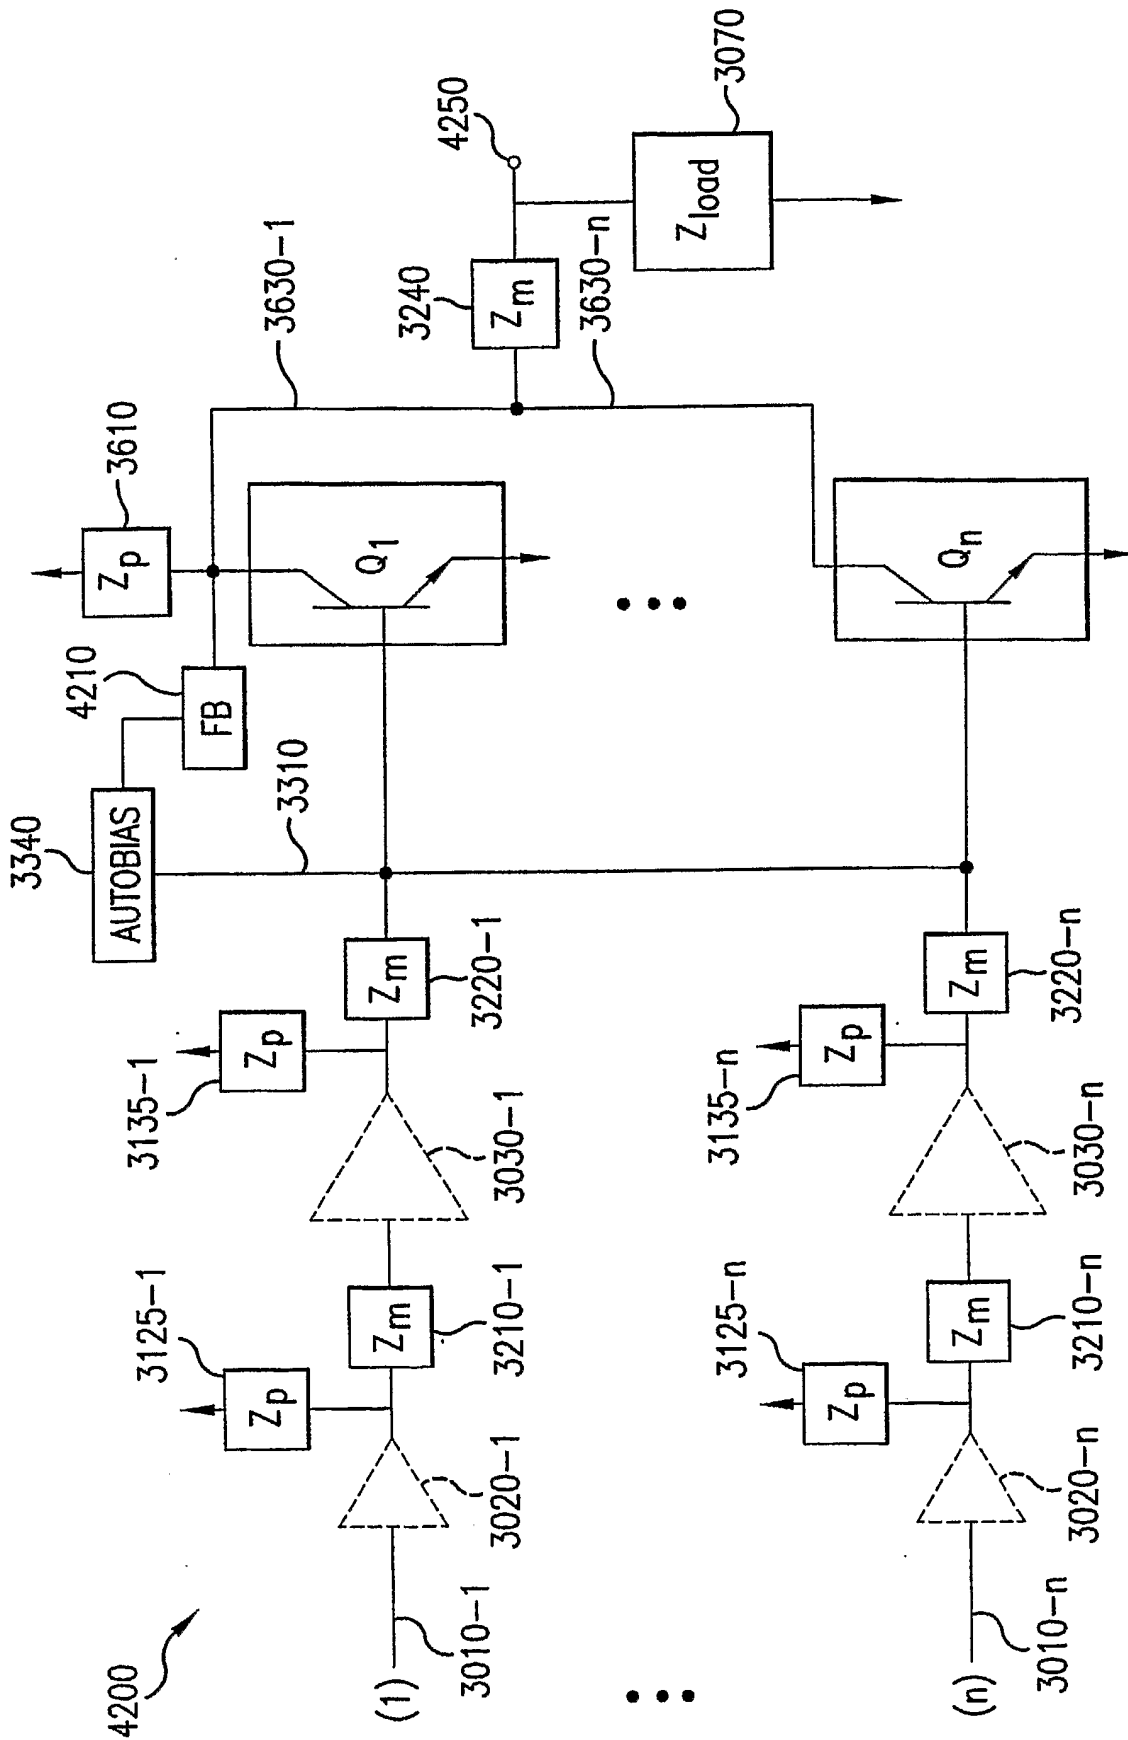 4200
3340
AUTOBIAS
4210
FB
3610
Zp
3630-1
3310
Q1
3240
Zm
4250
3630-n
Zload
3070
(1)
3010-1
3020-1
3125-1
Zp
Zm
3210-1
3030-1
3135-1
Zp
Zm
3220-1
Qn
(n)
3010-n
3020-n
3125-n
Zp
Zm
3210-n
3030-n
3135-n
Zp
Zm
3220-n